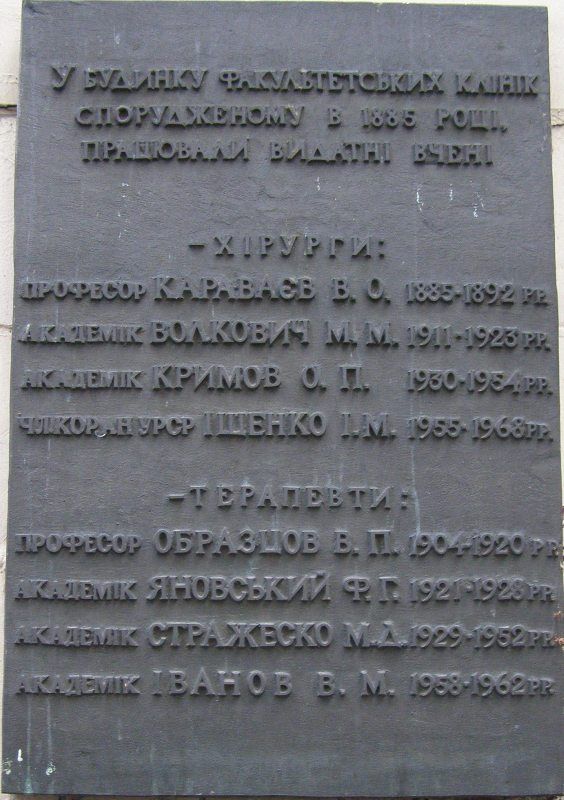 У БУДИНКУ ФАКУЛЬТЕТСЬКИХ КЛІНІК
СПОРУДЖЕНОМУ В 1885 РОЦІ,
ПРАЦЮВАЛИ ВИДАТНІ ВЧЕНІ
– ХІРУРГИ:
ПРОФЕСОР КАРАВАЄВ В. О. 1885-1892 РР.
АКАДЕМІК ВОЛКОВИЧ М. М. 1911-1923 РР.
АКАДЕМІК КРИМОВ О. П. 1930-1954 РР.
ЧЛ.КОР.АН УРСР ІЩЕНКО І.М. 1955-1968 РР.
– ТЕРАПЕВТИ:
ПРОФЕСОР ОБРАЗЦОВ В. П. 1904-1920 РР.
АКАДЕМІК ЯНОВСЬКИЙ Ф. Г. 1921-1928 РР.
АКАДЕМІК СТРАЖЕСКО М.Д. 1929-1952 РР.
АКАДЕМІК ІВАНОВ В. М. 1958-1962 РР.